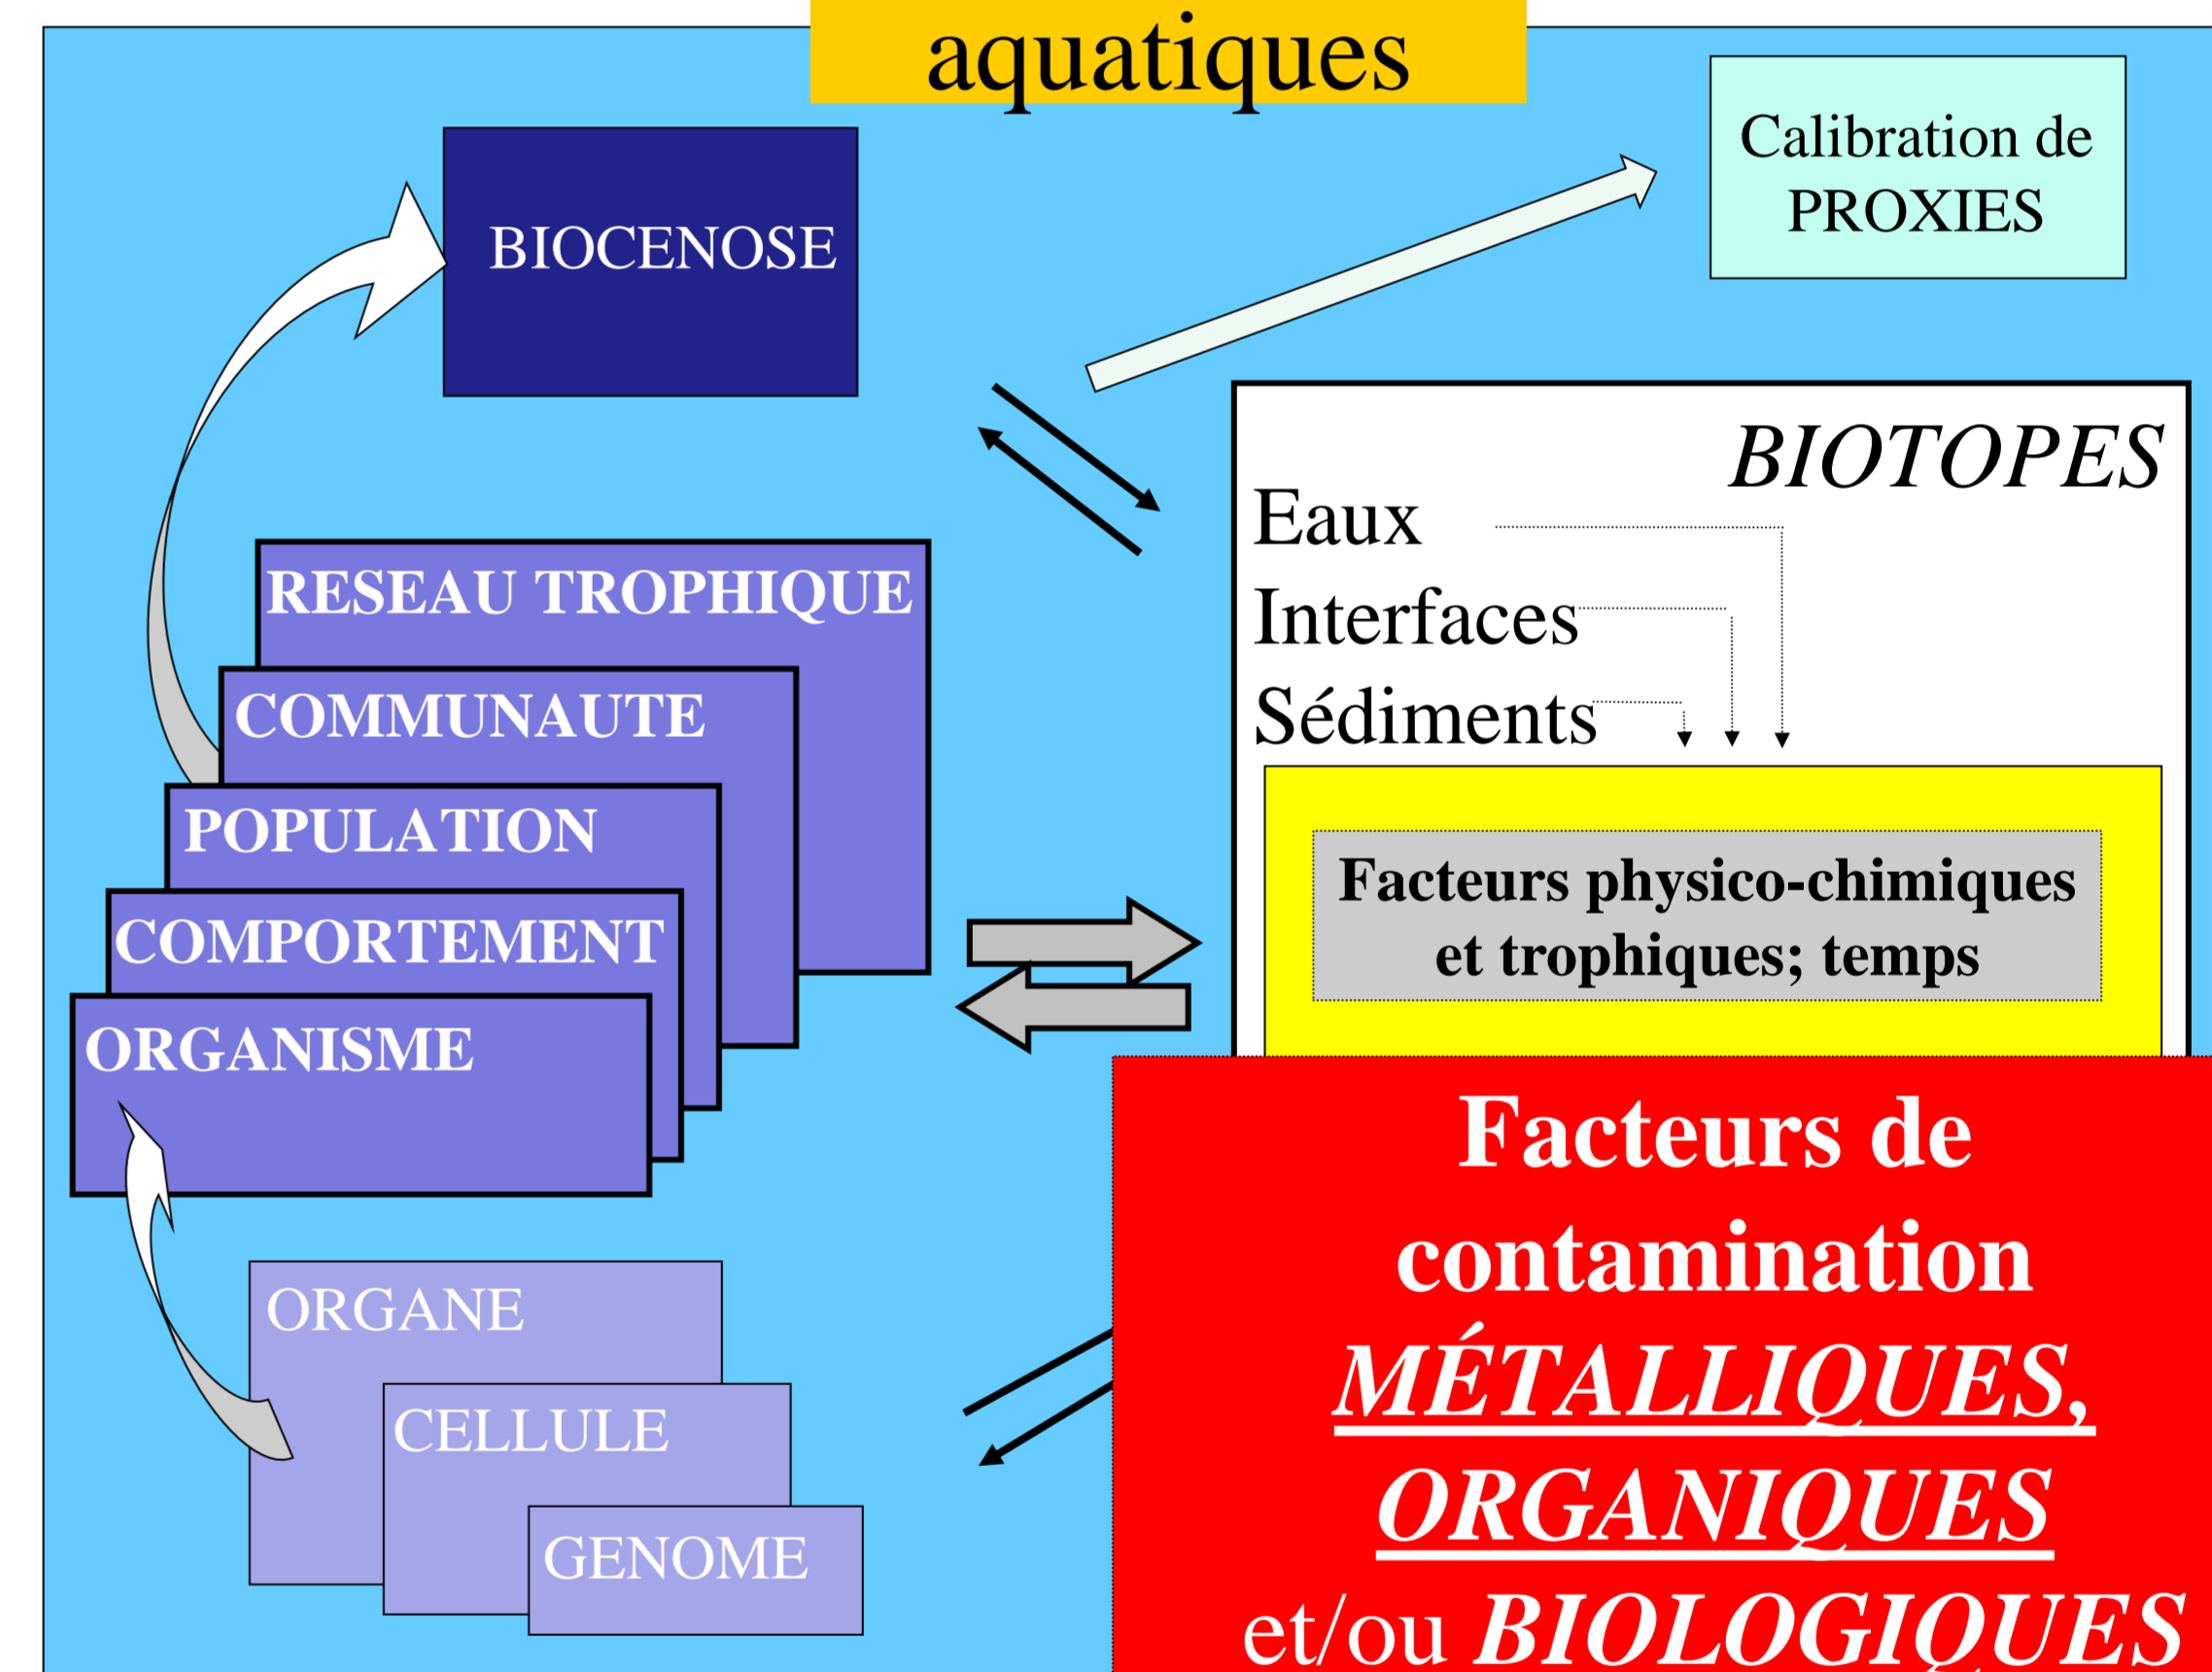 aquatiques
Calibration de
PROXIES
BIOCENOSE
RESEAU TROPHIQUE
COMMUNAUTE
POPULATION
COMPORTEMENT
ORGANISME
ORGANE
CELLULE
GENOME
BIOTOPES
Eaux
Interfaces
Sédiments
Facteurs physico-chimiques
et trophiques; temps
Facteurs de
contamination
MÉTALLIQUES,
ORGANIQUES
et/ou BIOLOGIQUES